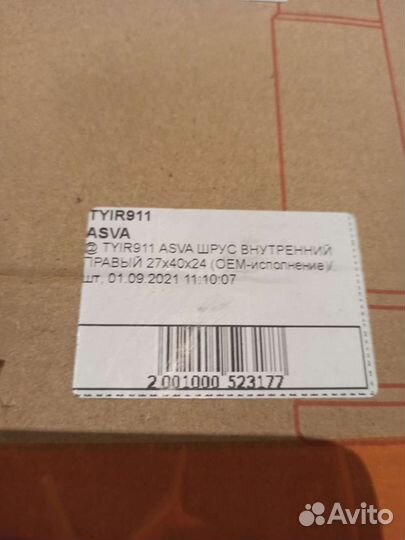 TYIR911
ASVA
@ TYIR911 ASVA ШРУС ВНУТРЕННИЙ
ПРАВЫЙ 27x40x24 (OEM-исполнение)/
шт, 01.09.2021 11:10:07
2 001000 523177
Avito